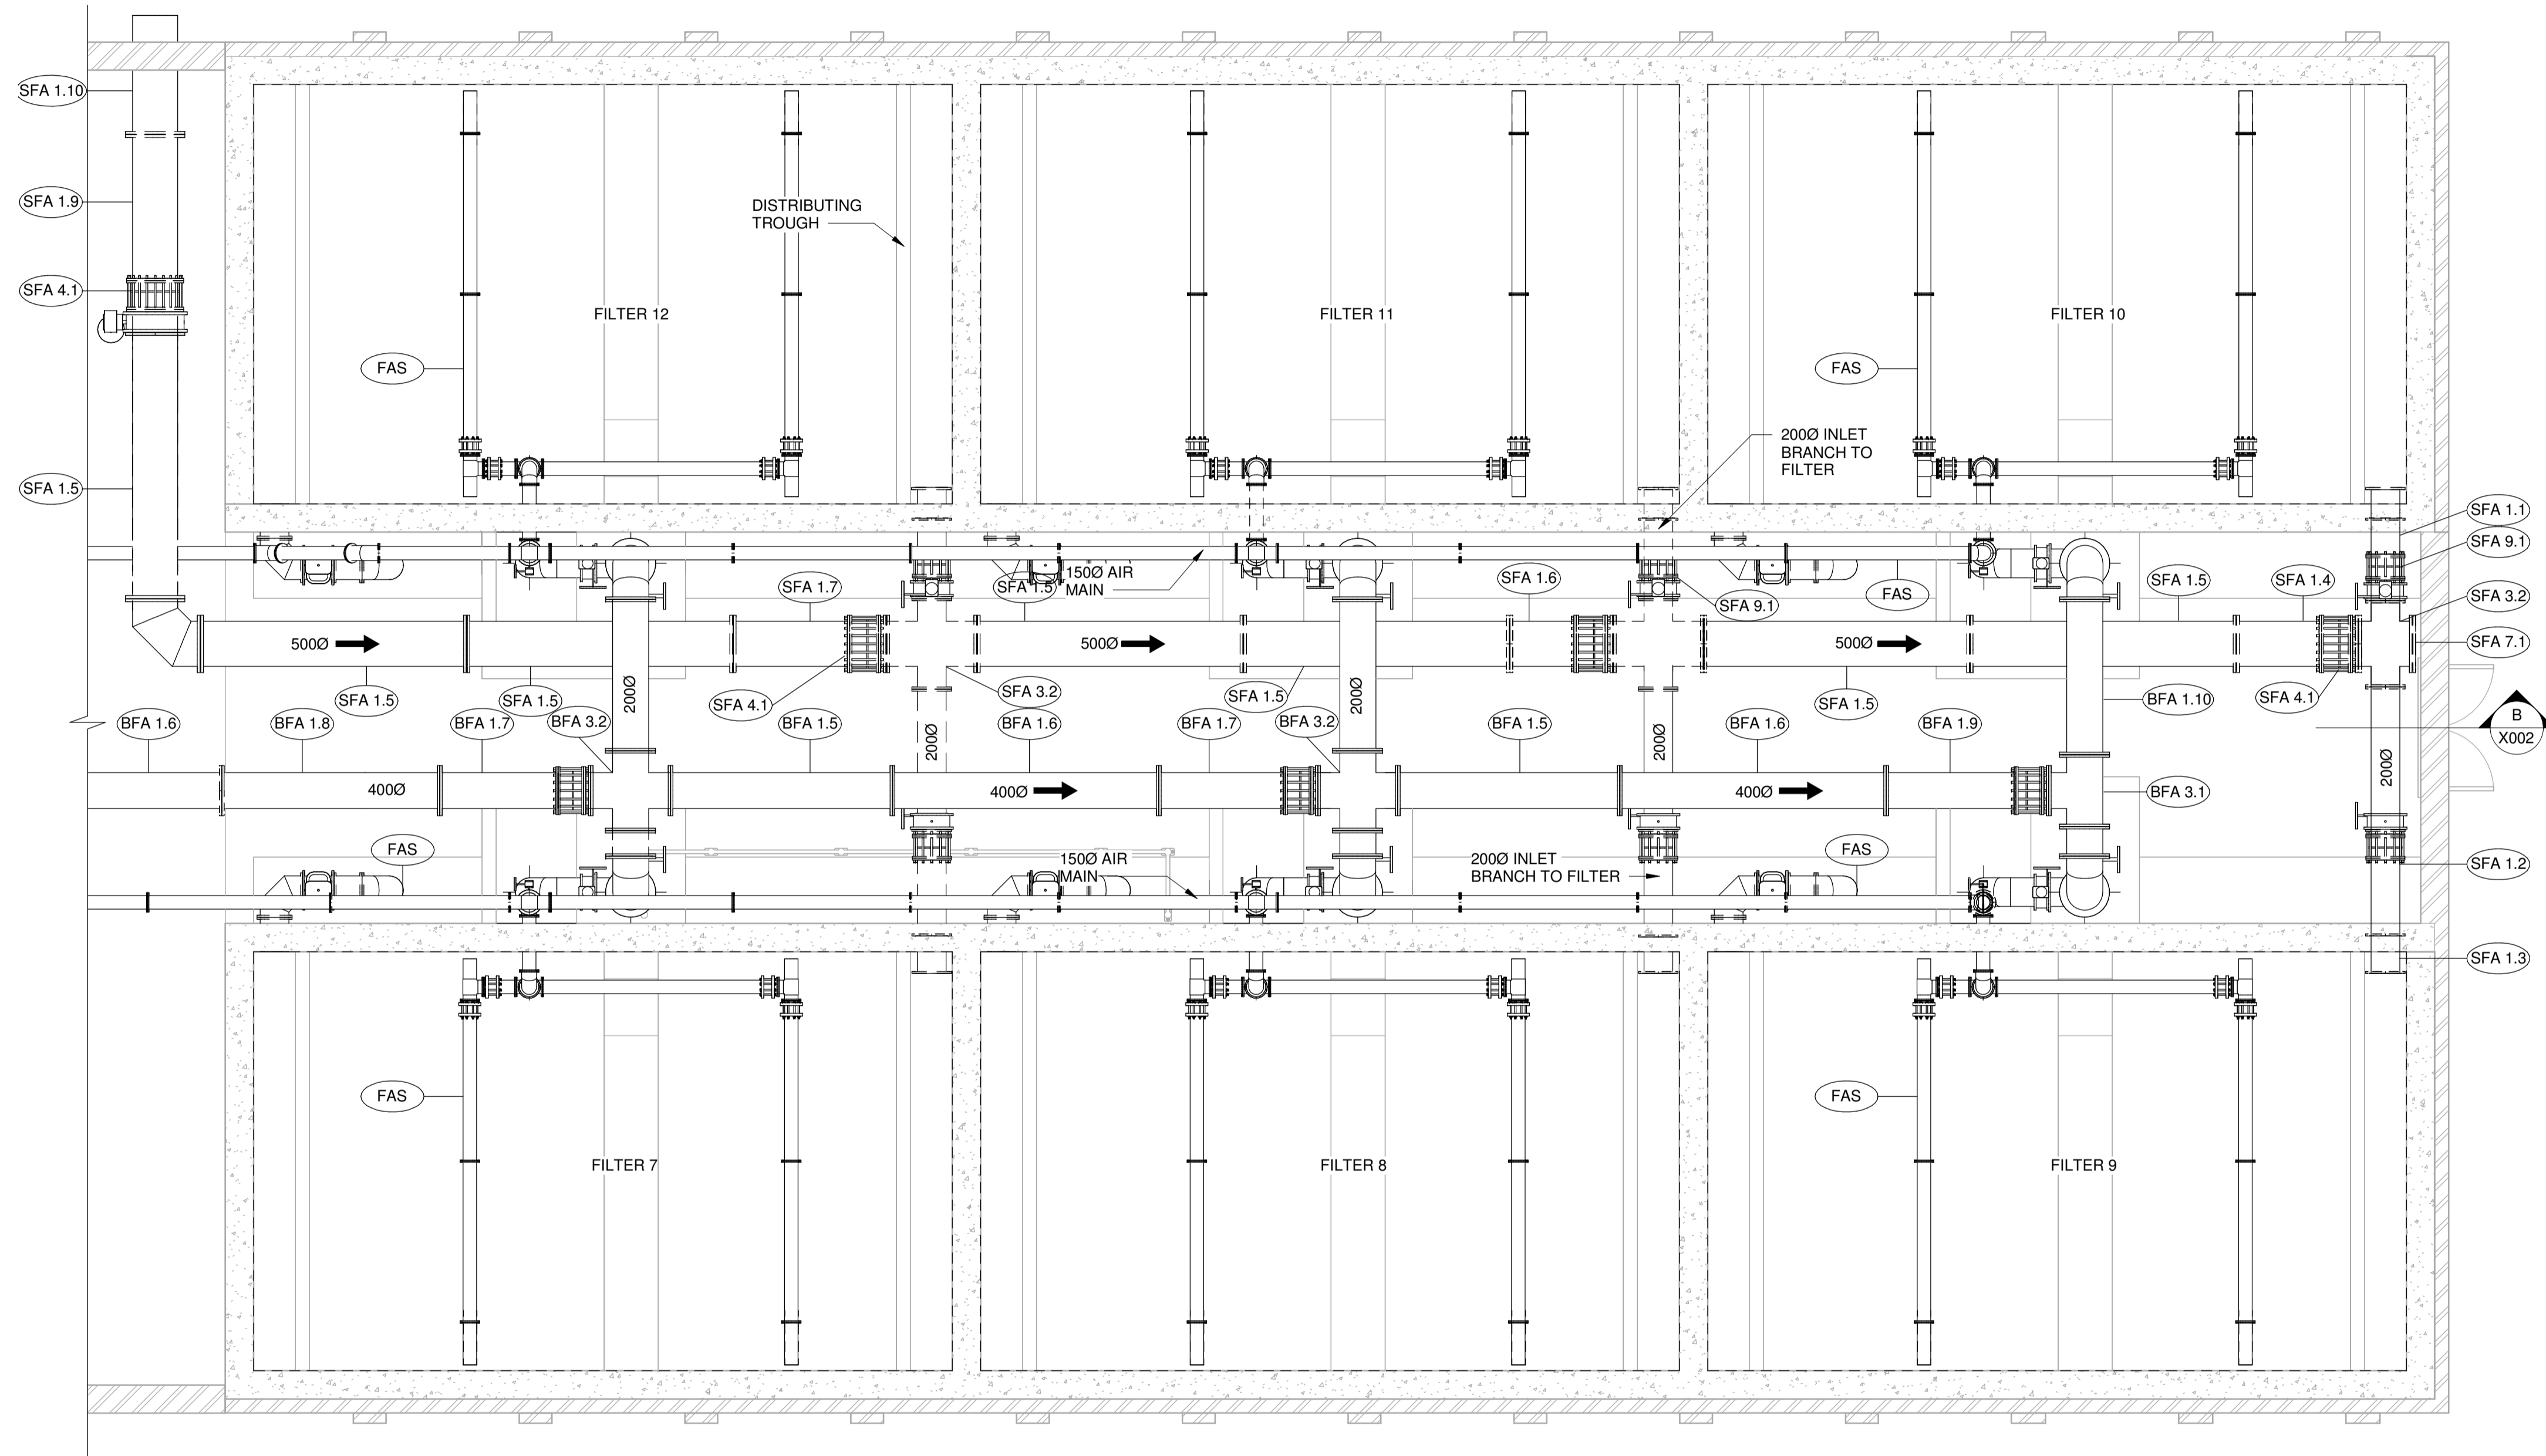 SFA 1.10
SFA 1.9
DISTRIBUTING
TROUGH
SFA 4.1
FILTER 12
FILTER 11
FILTER 10
FAS
FAS
200Ø INLET
BRANCH TO
FILTER
SFA 1.5
SFA 1.1
SFA 9.1
150Ø AIR
MAIN
SFA 1.7
SFA 1.5
SFA 1.6
FAS
SFA 9.1
SFA 1.5
SFA 1.4
SFA 3.2
500Ø
500Ø
500Ø
SFA 7.1
SFA 1.5
SFA 1.5
200Ø
SFA 4.1
SFA 3.2
SFA 1.5
200Ø
SFA 1.5
BFA 1.10
SFA 4.1
BFA 1.6
BFA 1.8
BFA 1.7
BFA 3.2
BFA 1.5
200Ø
BFA 1.6
BFA 1.7
BFA 3.2
BFA 1.5
200Ø
BFA 1.6
BFA 1.9
200Ø
B
X002
400Ø
400Ø
400Ø
BFA 3.1
FAS
150Ø AIR
MAIN
200Ø INLET
BRANCH TO FILTER
FAS
SFA 1.2
SFA 1.3
FAS
FAS
FILTER 7
FILTER 8
FILTER 9